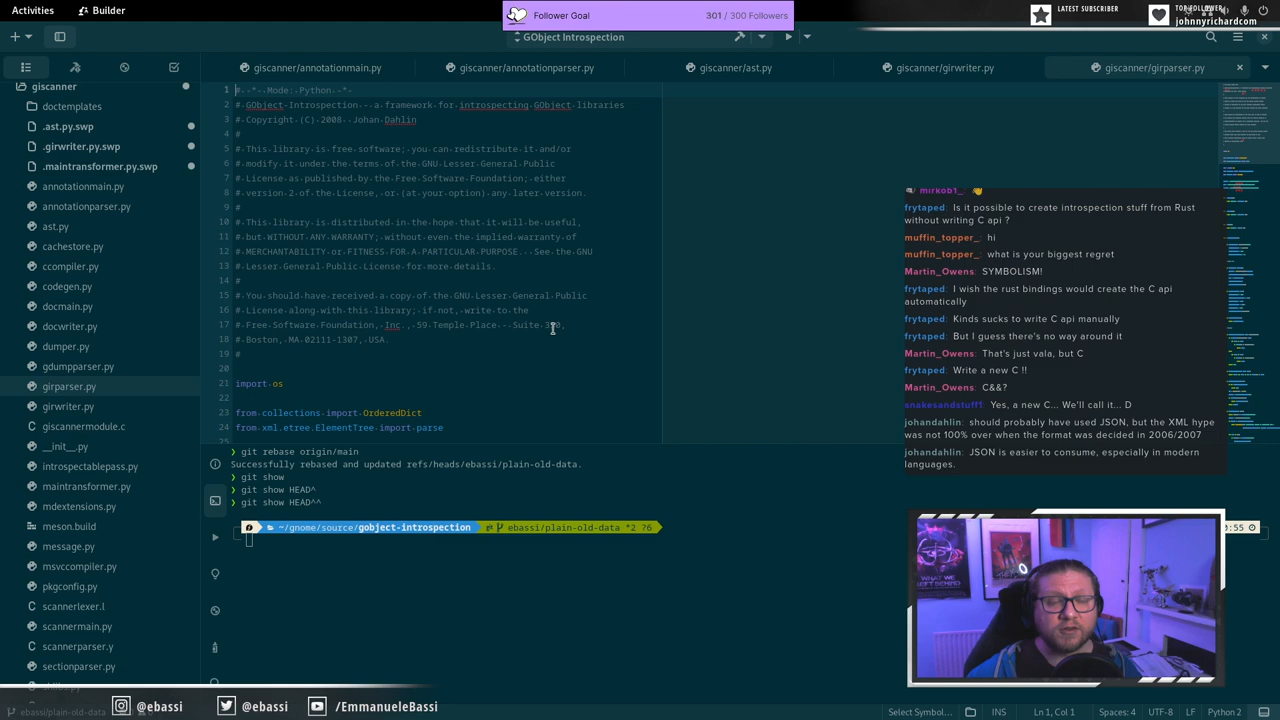 Activities
Builder
Follower Goal
301 / 300 Followers
LATEST SUBSCRIBER
TOP FOLLOWER
johnnyrichardcom
GObject Introspection
giscanner/annotationmain.py
giscanner/annotationparser.py
giscanner/ast.py
giscanner/girwriter.py
giscanner/girparser.py
giscanner
doctemplates
.ast.py.swp
.girwriter.py.swp
.maintransformer.py.swp
annotationmain.py
annotationparser.py
ast.py
cachestore.py
ccompiler.py
codegen.py
docmain.py
docwriter.py
dumper.py
gdumpparser.py
girparser.py
girwriter.py
giscannermodule.c
__init__.py
introspectablepass.py
maintransformer.py
mdextensions.py
meson.build
message.py
msvccompiler.py
pkgconfig.py
scannerlexer.l
scannermain.py
scannerparser.y
sectionparser.py
1 # -*- Mode: Python -*-
2 # GObject-Introspection - a framework for introspecting GObject libraries
3 # Copyright (C) 2008 Johan Dahlin
4 #
5 # This library is free software; you can redistribute it and/or
6 # modify it under the terms of the GNU Lesser General Public
7 # License as published by the Free Software Foundation; either
8 # version 2 of the License, or (at your option) any later version.
9 #
10 # This library is distributed in the hope that it will be useful,
11 # but WITHOUT ANY WARRANTY; without even the implied warranty of
12 # MERCHANTABILITY or FITNESS FOR A PARTICULAR PURPOSE. See the GNU
13 # Lesser General Public License for more details.
14 #
15 # You should have received a copy of the GNU Lesser General Public
16 # License along with this library; if not, write to the
17 # Free Software Foundation, Inc., 59 Temple Place - Suite 330,
18 # Boston, MA 02111-1307, USA.
19 #
20
21 import os
22
23 from collections import OrderedDict
24 from xml.etree.ElementTree import parse
25
❯ git rebase origin/main
Successfully rebased and updated refs/heads/ebassi/plain-old-data.
❯ git show
❯ git show HEAD^
❯ git show HEAD^^
~/gnome/source/gobject-introspection
ebassi/plain-old-data *2 ?6
:55
mirkob1_
frytaped: Is it possible to create introspection stuff from Rust
without writing C api ?
muffin_topper_: hi
muffin_topper_: what is your biggest regret
Martin_Owens: SYMBOLISM!
frytaped: I wish the rust bindings would create the C api
automatically
frytaped: Kinds sucks to write C api manually
frytaped: But guess there's no way around it
Martin_Owens: That's just vala, but C
frytaped: Write a new C !!
Martin_Owens: C&&?
snakesandstuff1: Yes, a new C... We'll call it... D
johandahlin: should probably have used JSON, but the XML hype
was not 100% over when the format was decided in 2006/2007
johandahlin: JSON is easier to consume, especially in modern
languages.
WHAT WE
LEFT BEHIND
@ebassi
@ebassi
/EmmanueleBassi
ebassi/plain-old-data
Select Symbol...
INS
Ln 1, Col 1
Spaces: 4
UTF-8
LF
Python 2